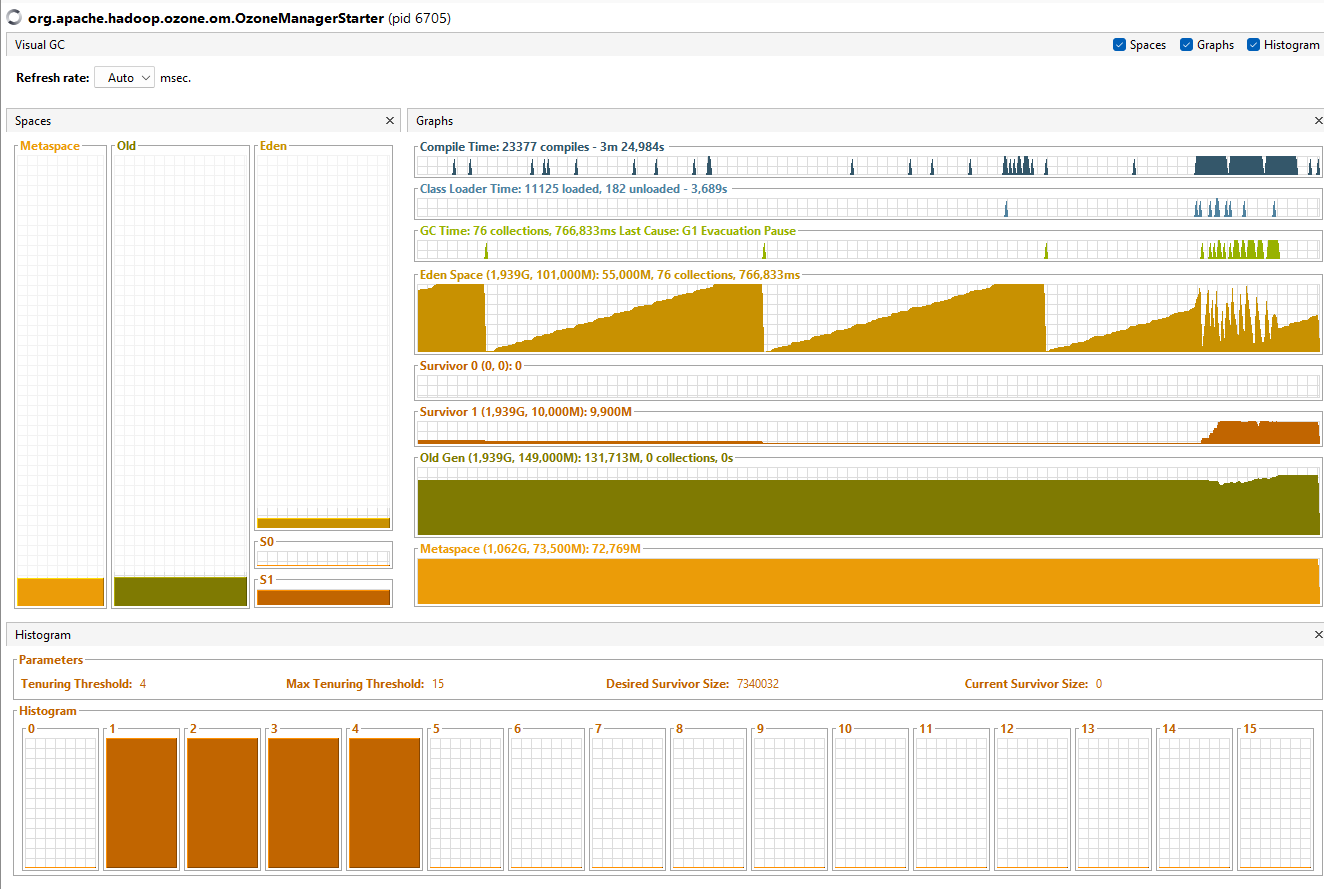 org.apache.hadoop.ozone.om.OzoneManagerStarter (pid 6705)
Visual GC
Spaces Graphs Histogram
Refresh rate: Auto msec.
Spaces
Metaspace Old Eden
S0
S1
Graphs
Compile Time: 23377 compiles - 3m 24,984s
Class Loader Time: 11125 loaded, 182 unloaded - 3,689s
GC Time: 76 collections, 766,833ms Last Cause: G1 Evacuation Pause
Eden Space (1,939G, 101,000M): 55,000M, 76 collections, 766,833ms
Survivor 0 (0, 0): 0
Survivor 1 (1,939G, 10,000M): 9,900M
Old Gen (1,939G, 149,000M): 131,713M, 0 collections, 0s
Metaspace (1,062G, 73,500M): 72,769M
Histogram
Parameters
Tenuring Threshold: 4 Max Tenuring Threshold: 15 Desired Survivor Size: 7340032 Current Survivor Size: 0
Histogram
0 1 2 3 4 5 6 7 8 9 10 11 12 13 14 15